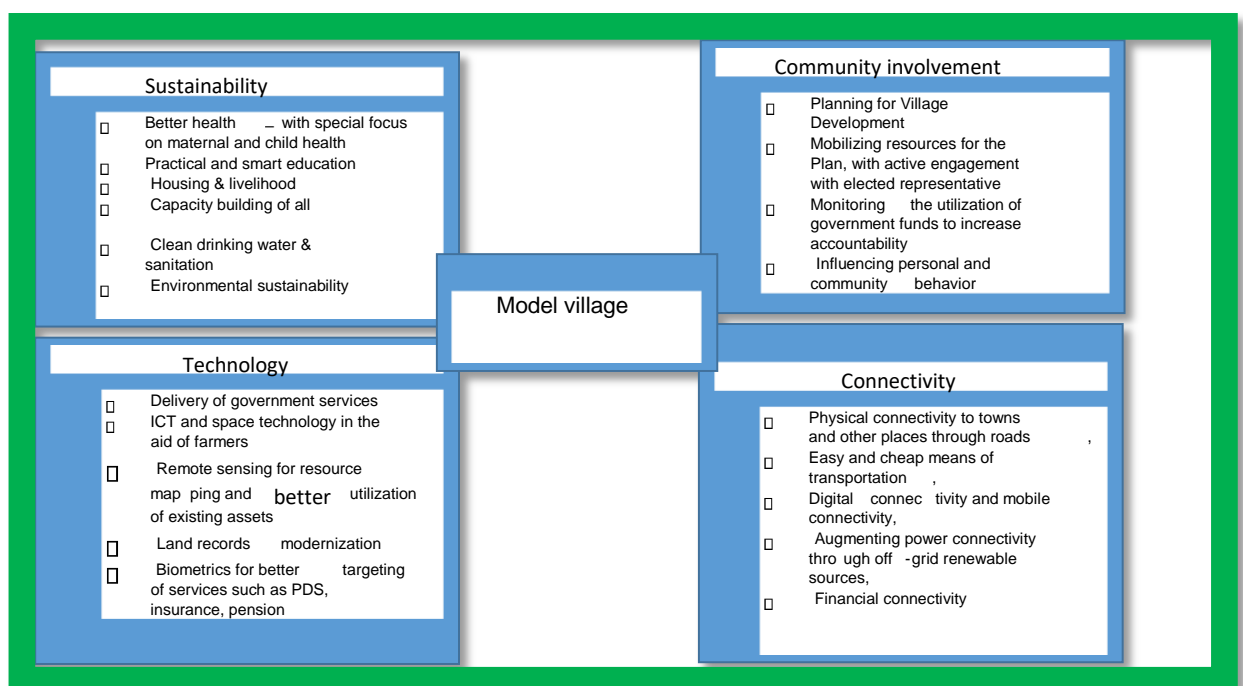 Sustainability
□ Better health – with special focus
on maternal and child health
□ Practical and smart education
□ Housing & livelihood
□ Capacity building of all
□ Clean drinking water &
sanitation
□ Environmental sustainability
Community involvement
□ Planning for Village
Development
□ Mobilizing resources for the
Plan, with active engagement
with elected representative
□ Monitoring the utilization of
government funds to increase
accountability
□ Influencing personal and
community behavior
Model village
Technology
□ Delivery of government services
□ ICT and space technology in the
aid of farmers
□ Remote sensing for resource
map ping and better utilization
of existing assets
□ Land records modernization
□ Biometrics for better targeting
of services such as PDS,
insurance, pension
Connectivity
□ Physical connectivity to towns
and other places through roads ,
□ Easy and cheap means of
transportation ,
□ Digital connec tivity and mobile
connectivity,
□ Augmenting power connectivity
thro ugh off -grid renewable
sources,
□ Financial connectivity